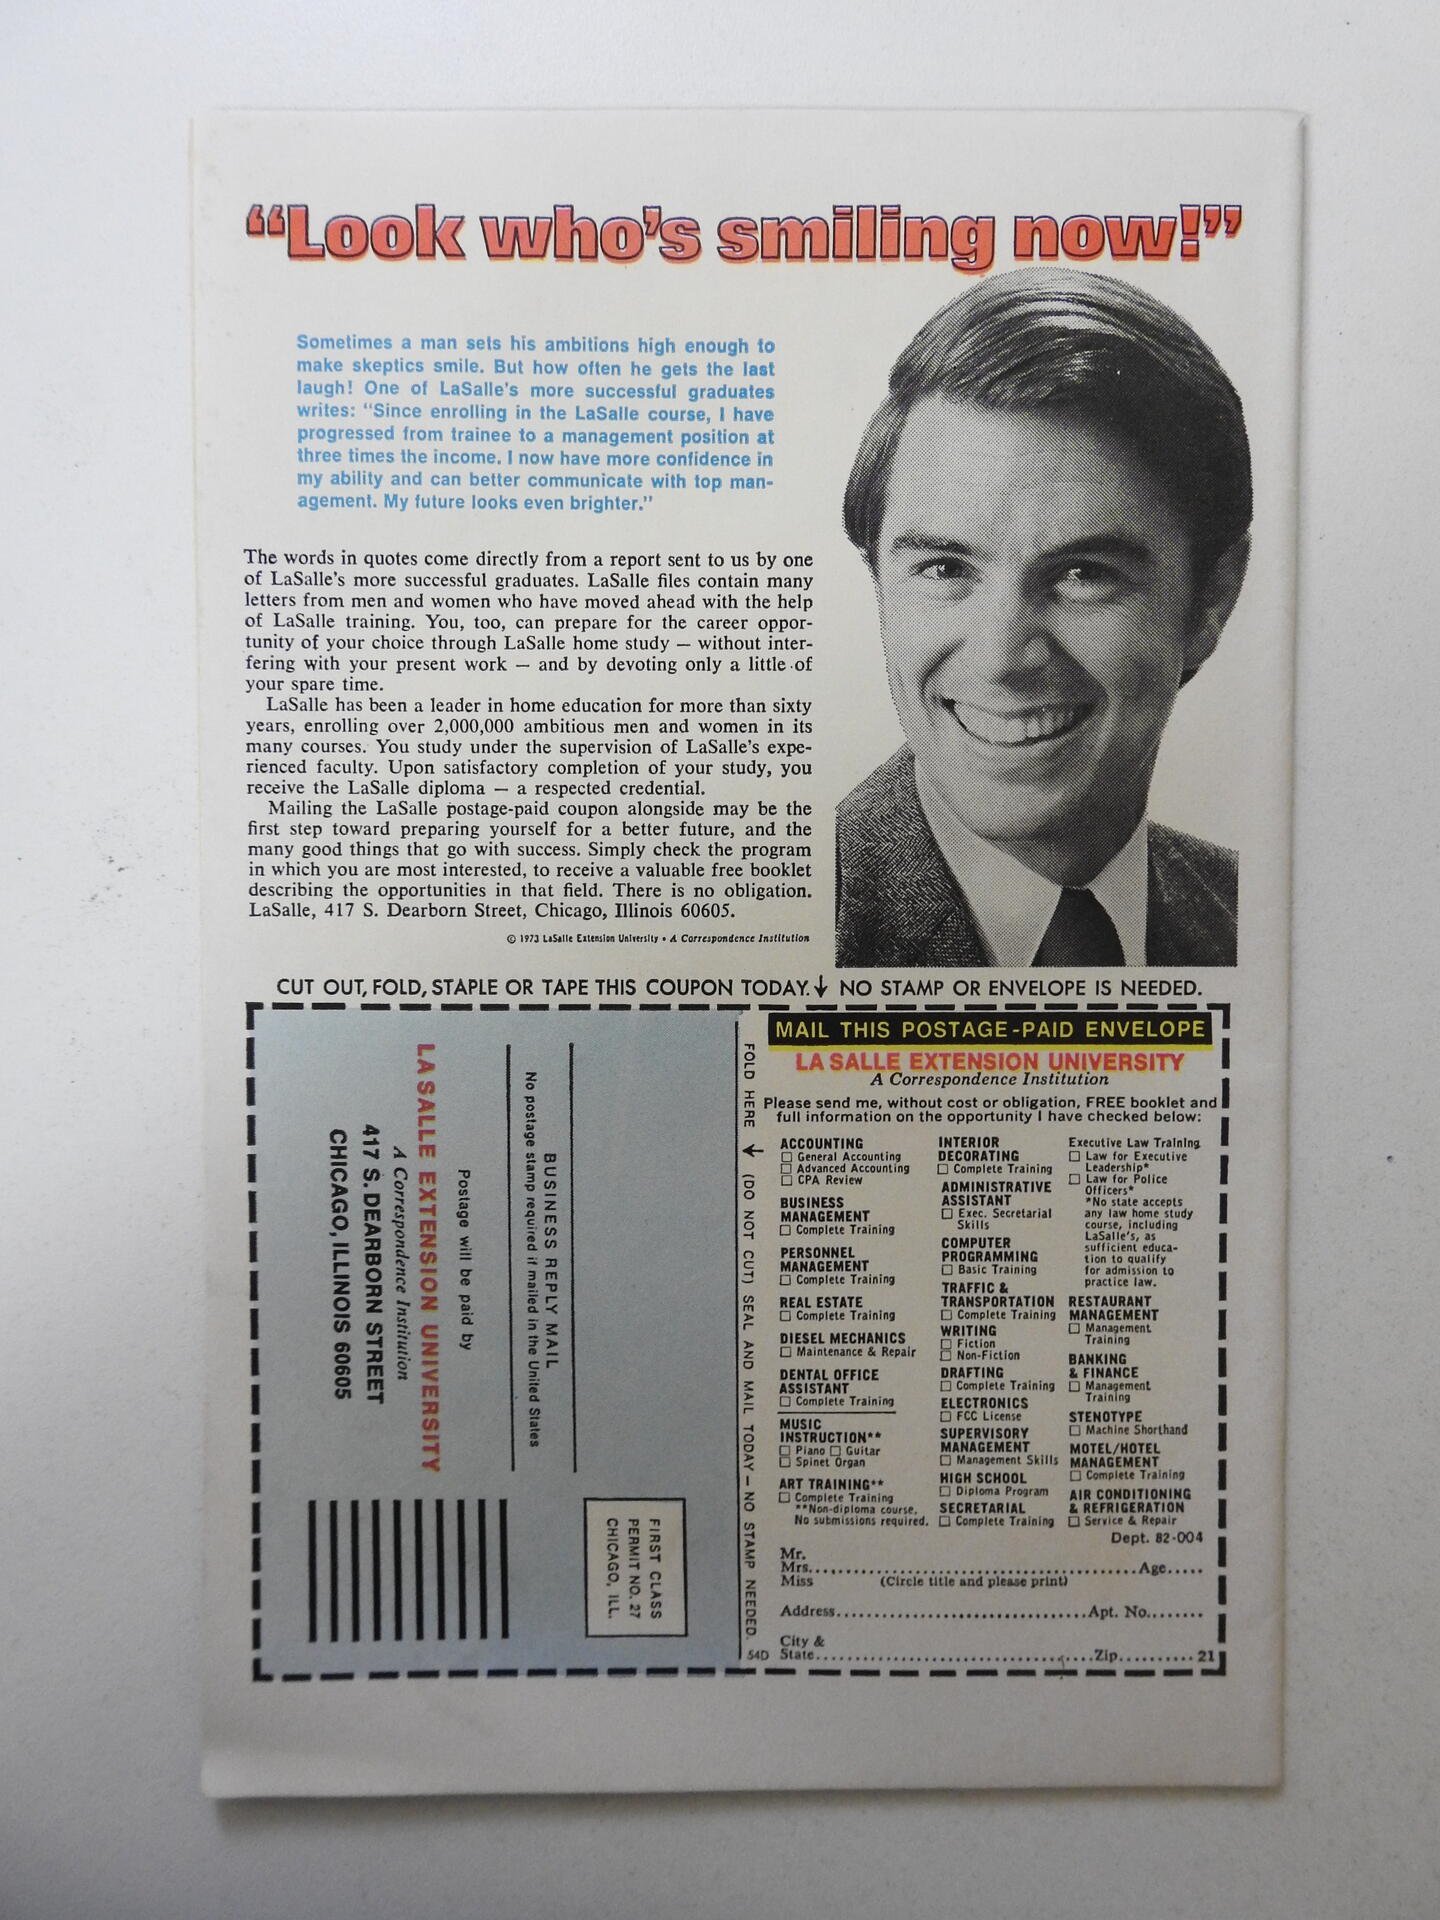 “Look who’s smiling now!”
Sometimes a man sets his ambitions high enough to
make skeptics smile. But how often he gets the last
laugh! One of LaSalle's more successful graduates
writes: “Since enrolling in the LaSalle course, I have
progressed from trainee to a management position at
three times the income. I now have more confidence in
my ability and can better communicate with top man-
agement. My future looks even brighter.”
The words in quotes come directly from a report sent to us by one
of LaSalle's more successful graduates. LaSalle files contain many
letters from men and women who have moved ahead with the help
of LaSalle training. You, too, can prepare for the career oppor-
tunity of your choice through LaSalle home study — without inter-
fering with your present work — and by devoting only a little of
your spare time.
LaSalle has been a leader in home education for more than sixty
years, enrolling over 2,000,000 ambitious men and women in its
many courses. You study under the supervision of LaSalle's expe-
rienced faculty. Upon satisfactory completion of your study, you
receive the LaSalle diploma — a respected credential.
Mailing the LaSalle postage-paid coupon alongside may be the
first step toward preparing yourself for a better future, and the
many good things that go with success. Simply check the program
in which you are most interested, to receive a valuable free booklet
describing the opportunities in that field. There is no obligation.
LaSalle, 417 S. Dearborn Street, Chicago, Illinois 60605.
© 1973 LaSalle Extension University • A Correspondence Institution
CUT OUT, FOLD, STAPLE OR TAPE THIS COUPON TODAY.↓ NO STAMP OR ENVELOPE IS NEEDED.
FIRST CLASS
PERMIT NO. 27
CHICAGO, ILL.
BUSINESS REPLY MAIL
No postage stamp required if mailed in the United States
Postage will be paid by
LA SALLE EXTENSION UNIVERSITY
A Correspondence Institution
417 S. DEARBORN STREET
CHICAGO, ILLINOIS 60605
FOLD HERE ← (DO NOT CUT) SEAL AND MAIL TODAY — NO STAMP NEEDED.
54D
MAIL THIS POSTAGE-PAID ENVELOPE
LA SALLE EXTENSION UNIVERSITY
A Correspondence Institution
Please send me, without cost or obligation, FREE booklet and
full information on the opportunity I have checked below:
ACCOUNTING
□ General Accounting
□ Advanced Accounting
□ CPA Review
BUSINESS
MANAGEMENT
□ Complete Training
PERSONNEL
MANAGEMENT
□ Complete Training
REAL ESTATE
□ Complete Training
DIESEL MECHANICS
□ Maintenance & Repair
DENTAL OFFICE
ASSISTANT
□ Complete Training
MUSIC
INSTRUCTION**
□ Piano □ Guitar
□ Spinet Organ
ART TRAINING**
□ Complete Training
**Non-diploma course.
No submissions required.
INTERIOR
DECORATING
□ Complete Training
ADMINISTRATIVE
ASSISTANT
□ Exec. Secretarial
Skills
COMPUTER
PROGRAMMING
□ Basic Training
TRAFFIC &
TRANSPORTATION
□ Complete Training
WRITING
□ Fiction
□ Non-Fiction
DRAFTING
□ Complete Training
ELECTRONICS
□ FCC License
SUPERVISORY
MANAGEMENT
□ Management Skills
HIGH SCHOOL
□ Diploma Program
SECRETARIAL
□ Complete Training
Executive Law Training
□ Law for Executive
Leadership*
□ Law for Police
Officers*
*No state accepts
any law home study
course, including
LaSalle's, as
sufficient educa-
tion to qualify
for admission to
practice law.
RESTAURANT
MANAGEMENT
□ Management
Training
BANKING
& FINANCE
□ Management
Training
STENOTYPE
□ Machine Shorthand
MOTEL/HOTEL
MANAGEMENT
□ Complete Training
AIR CONDITIONING
& REFRIGERATION
□ Service & Repair
Dept. 82-004
Mr.
Mrs. Age
Miss (Circle title and please print)
Address Apt. No.
City &
State Zip 21